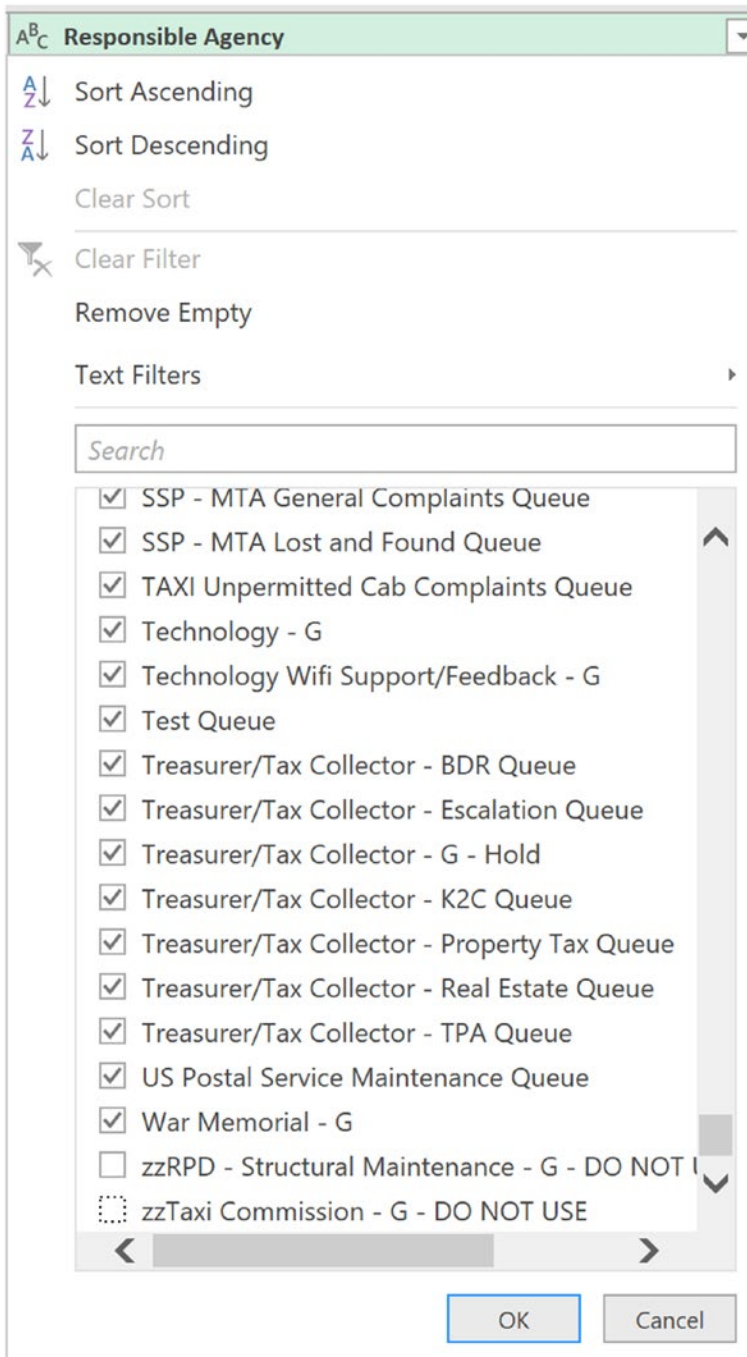 ABC Responsible Agency
AZ Sort Ascending
ZA Sort Descending
Clear Sort
Clear Filter
Remove Empty
Text Filters
Search
SSP - MTA General Complaints Queue
SSP - MTA Lost and Found Queue
TAXI Unpermitted Cab Complaints Queue
Technology - G
Technology Wifi Support/Feedback - G
Test Queue
Treasurer/Tax Collector - BDR Queue
Treasurer/Tax Collector - Escalation Queue
Treasurer/Tax Collector - G - Hold
Treasurer/Tax Collector - K2C Queue
Treasurer/Tax Collector - Property Tax Queue
Treasurer/Tax Collector - Real Estate Queue
Treasurer/Tax Collector - TPA Queue
US Postal Service Maintenance Queue
War Memorial - G
zzRPD - Structural Maintenance - G - DO NOT
zzTaxi Commission - G - DO NOT USE
OK Cancel